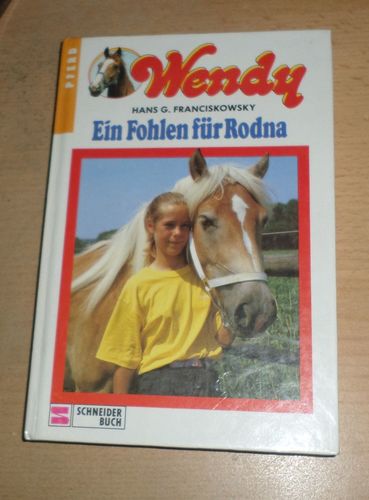 PFERD
Wendy
HANS G. FRANCISKOWSKY
Ein Fohlen für Rodna
SCHNEIDER
BUCH